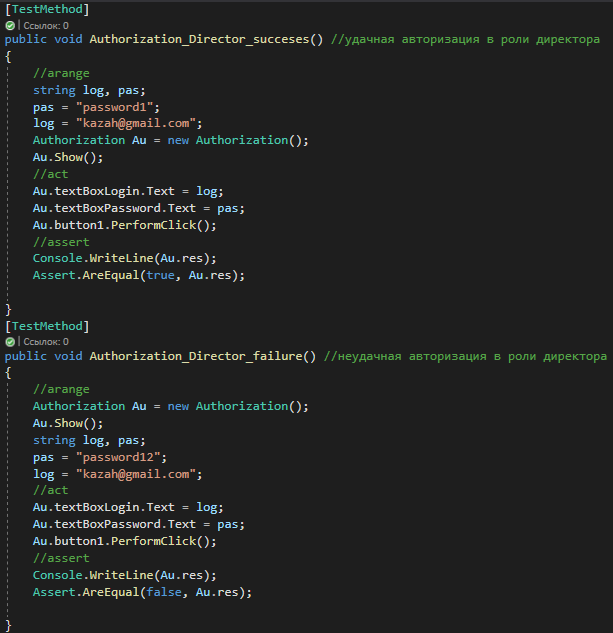 [TestMethod]
Ссылок: 0
public void Authorization_Director_succeses() //удачная авторизация в роли директора
{
//arange
string log, pas;
pas = "password1";
log = "kazah@gmail.com";
Authorization Au = new Authorization();
Au.Show();
//act
Au.textBoxLogin.Text = log;
Au.textBoxPassword.Text = pas;
Au.button1.PerformClick();
//assert
Console.WriteLine(Au.res);
Assert.AreEqual(true, Au.res);
}
[TestMethod]
Ссылок: 0
public void Authorization_Director_failure() //неудачная авторизация в роли директора
{
//arange
Authorization Au = new Authorization();
Au.Show();
string log, pas;
pas = "password12";
log = "kazah@gmail.com";
//act
Au.textBoxLogin.Text = log;
Au.textBoxPassword.Text = pas;
Au.button1.PerformClick();
//assert
Console.WriteLine(Au.res);
Assert.AreEqual(false, Au.res);
}